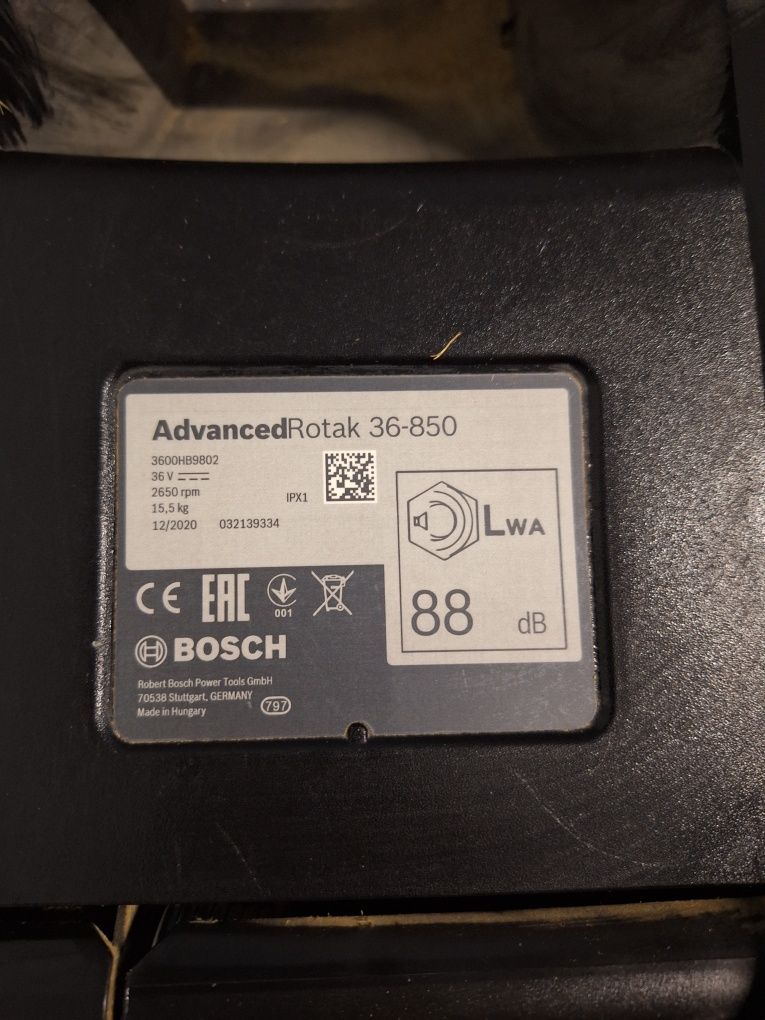 AdvancedRotak 36-850
3600HB9802
36 V
2650 rpm
IPX1
15,5 kg
12/2020 032139334
LWA
88 dB
CE EAC 001
BOSCH
Robert Bosch Power Tools GmbH
70538 Stuttgart, GERMANY
Made in Hungary 797